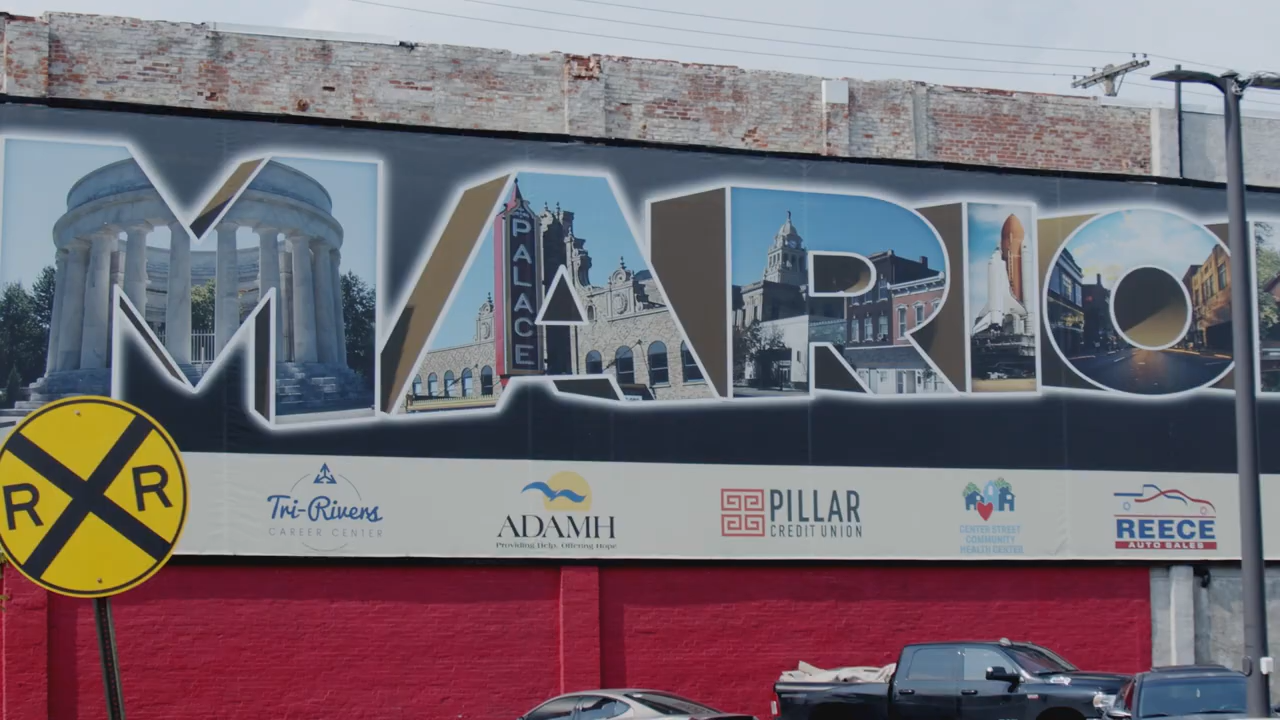 MARIO
PALACE
R R
Tri-Rivers
CAREER CENTER
ADAMH
Providing Help. Offering Hope
PILLAR
CREDIT UNION
CENTER STREET
COMMUNITY
HEALTH CENTER
REECE
AUTO SALES